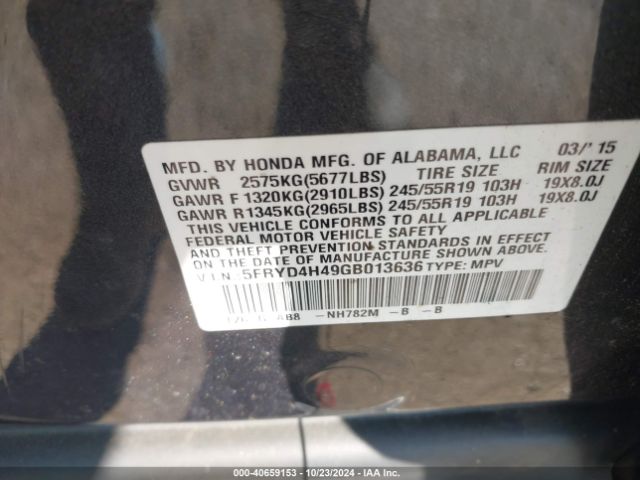 MFD. BY HONDA MFG. OF ALABAMA, LLC 03/' 15
GVWR 2575KG(5677LBS) TIRE SIZE RIM SIZE
GAWR F 1320KG(2910LBS) 245/55R19 103H 19X8.0J
GAWR R1345KG(2965LBS) 245/55R19 103H 19X8.0J
THIS VEHICLE CONFORMS TO ALL APPLICABLE
FEDERAL MOTOR VEHICLE SAFETY
AND THEFT PREVENTION STANDARDS IN EFFECT
ON THE DATE OF MANUFACTURE SHOWN ABOVE.
V.I.N. 5FRYD4H49GB013636 TYPE: MPV
AB8 -NH782M -B -B
000-40659153 - 10/23/2024 - IAA Inc.